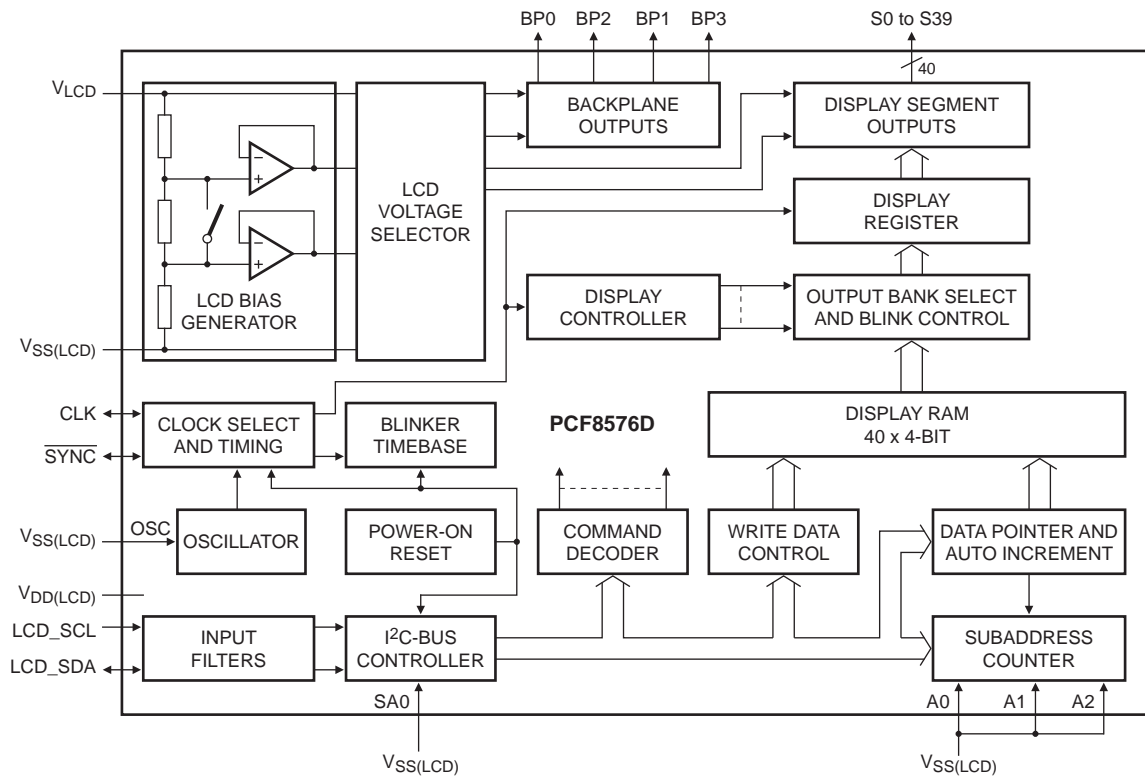 BP0 BP2 BP1 BP3 S0 to S39
40
VLCD
BACKPLANE
OUTPUTS
DISPLAY SEGMENT
OUTPUTS
LCD
VOLTAGE
SELECTOR
DISPLAY
REGISTER
LCD BIAS
GENERATOR
DISPLAY
CONTROLLER
OUTPUT BANK SELECT
AND BLINK CONTROL
VSS(LCD)
CLK
SYNC
CLOCK SELECT
AND TIMING
BLINKER
TIMEBASE
PCF8576D
DISPLAY RAM
40 x 4-BIT
VSS(LCD)
OSC
OSCILLATOR
POWER-ON
RESET
COMMAND
DECODER
WRITE DATA
CONTROL
DATA POINTER AND
AUTO INCREMENT
VDD(LCD)
LCD_SCL
LCD_SDA
INPUT
FILTERS
I2C-BUS
CONTROLLER
SUBADDRESS
COUNTER
SA0
A0 A1 A2
VSS(LCD)
VSS(LCD)
- + 
- +